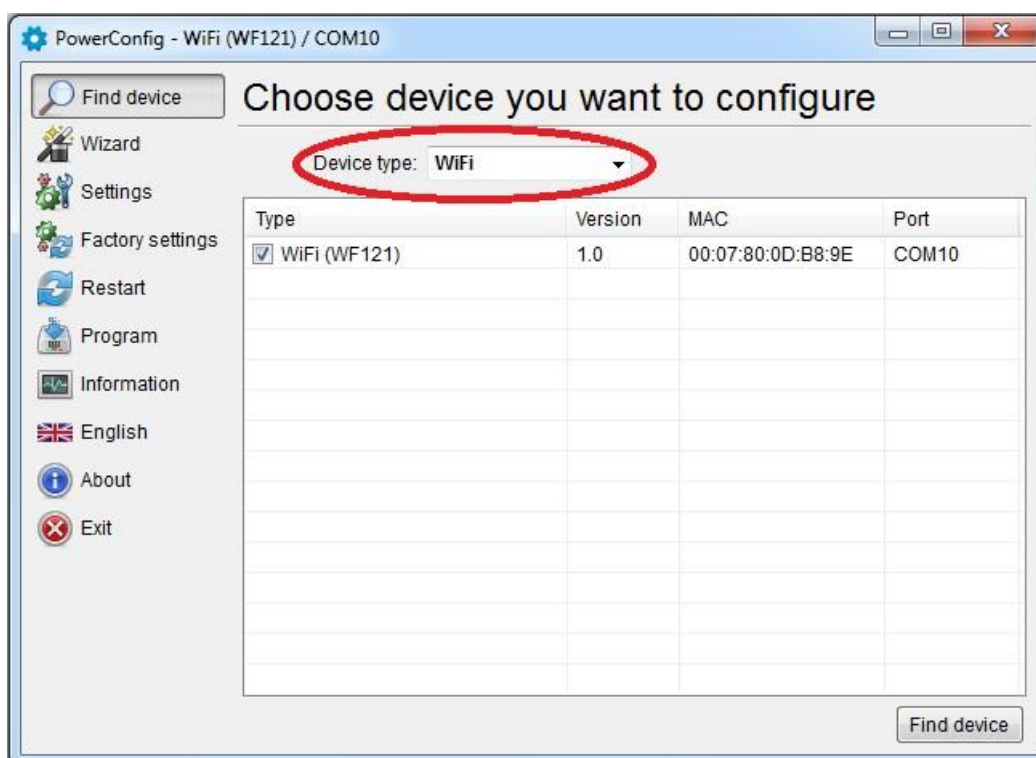 PowerConfig - WiFi (WF121) / COM10
Find device
Wizard
Settings
Factory settings
Restart
Program
Information
English
About
Exit
Choose device you want to configure
Device type: WiFi
Type Version MAC Port
WiFi (WF121) 1.0 00:07:80:0D:B8:9E COM10
Find device